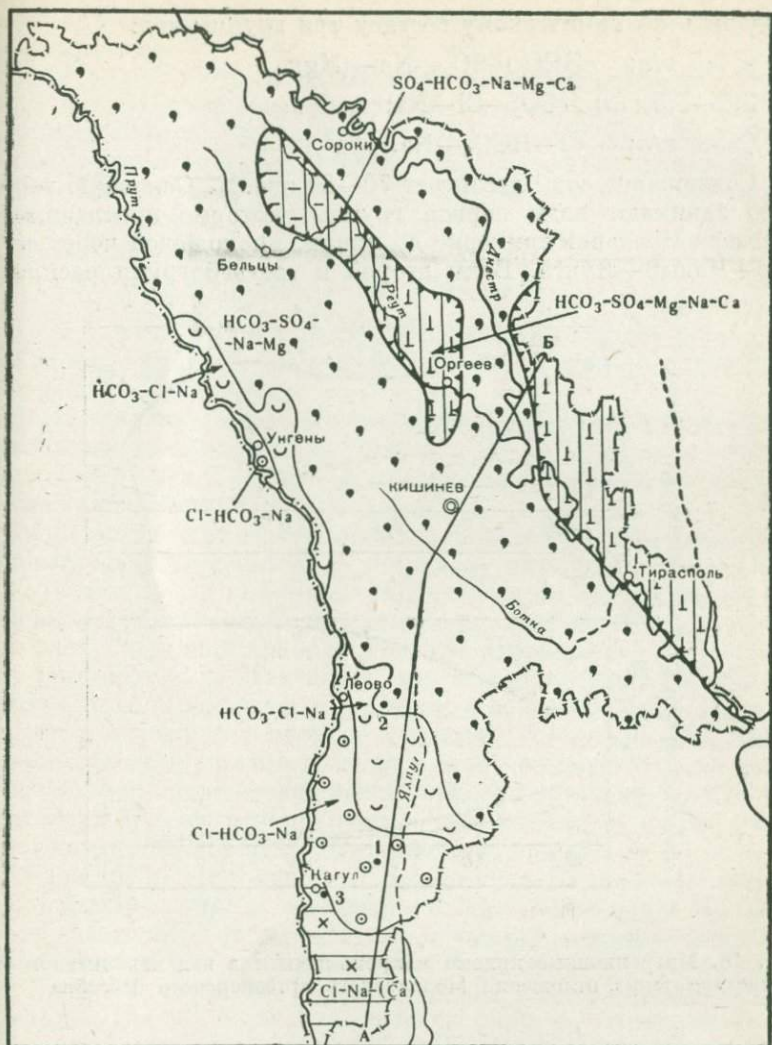 SO₄-HCO₃-Na-Mg-Ca
Сороки
Прут
Днестр
Бельцы
Реут
HCO₃-SO₄-Mg-Na-Ca
HCO₃-SO₄-
-Na-Mg
Б
Оргеев
HCO₃-Cl-Na
Унгены
КИШИНЕВ
Cl-HCO₃-Na
Тирасполь
Ботна
Леово
HCO₃-Cl-Na
2
Ялпуг
Cl-HCO₃-Na
1
Кагул
3
Cl-Na-(Ca)
А